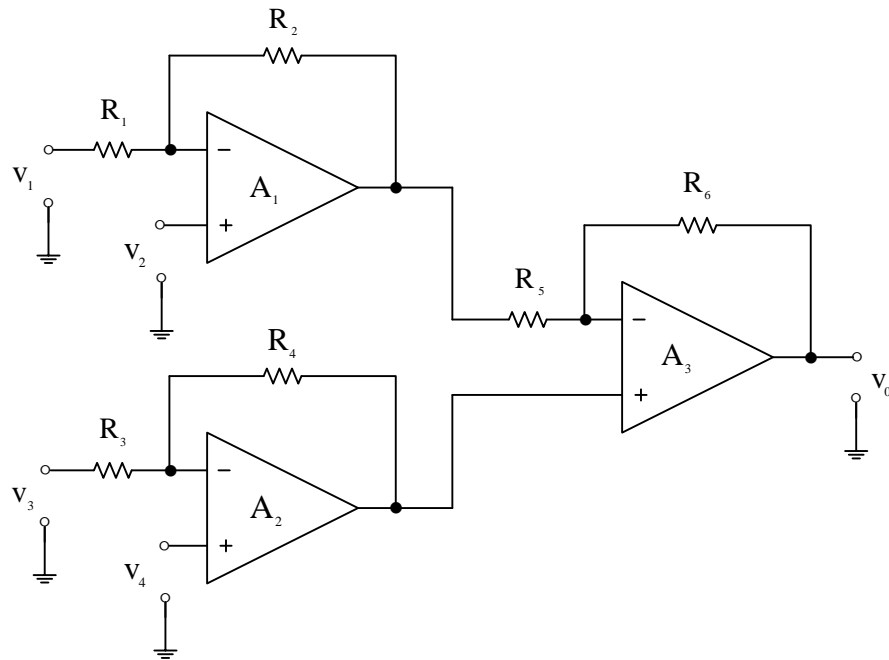 R₂
R₁
−
v₁
A₁
+
v₂
R₆
R₅
−
A₃
+
v₀
R₄
R₃
−
v₃
A₂
+
v₄